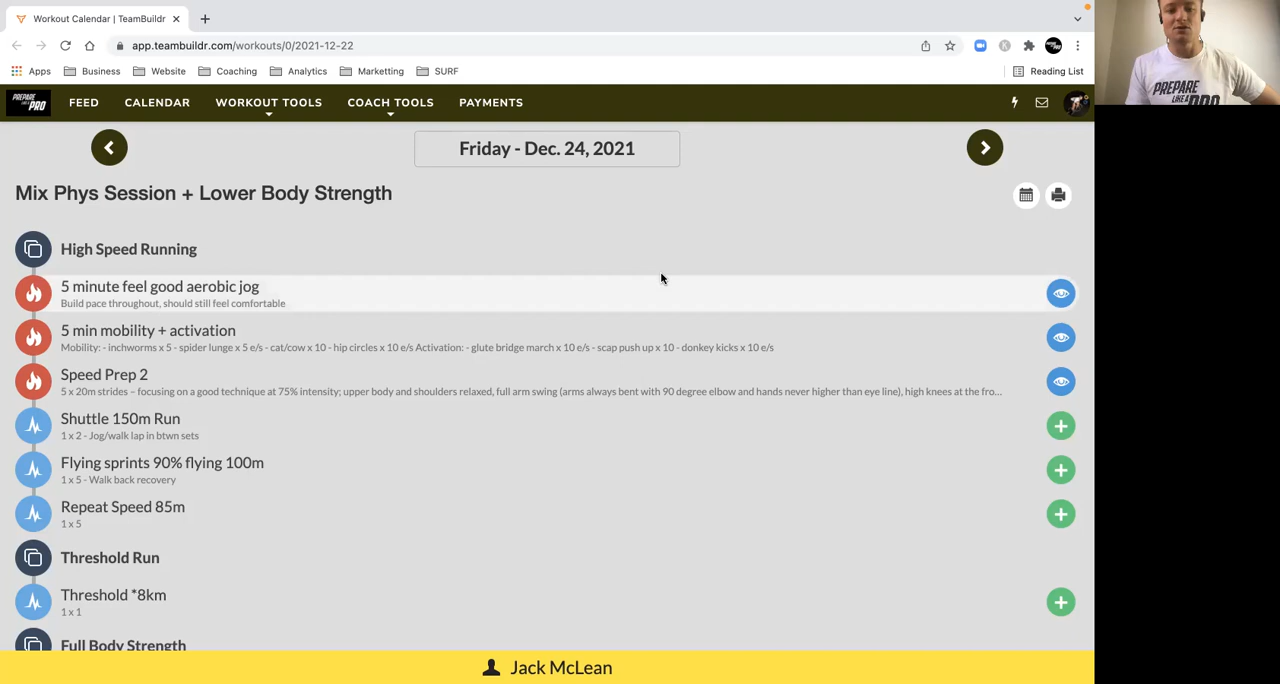 Workout Calendar | TeamBuildr
app.teambuildr.com/workouts/0/2021-12-22
Apps Business Website Coaching Analytics Marketting SURF Reading List
PREPARE LIKE A PRO FEED CALENDAR WORKOUT TOOLS COACH TOOLS PAYMENTS
PREPARE
LIKE A PRO
Friday - Dec. 24, 2021
Mix Phys Session + Lower Body Strength
High Speed Running
5 minute feel good aerobic jog
Build pace throughout, should still feel comfortable
5 min mobility + activation
Mobility: - inchworms x 5 - spider lunge x 5 e/s - cat/cow x 10 - hip circles x 10 e/s Activation: - glute bridge march x 10 e/s - scap push up x 10 - donkey kicks x 10 e/s
Speed Prep 2
5 x 20m strides – focusing on a good technique at 75% intensity; upper body and shoulders relaxed, full arm swing (arms always bent with 90 degree elbow and hands never higher than eye line), high knees at the fro...
Shuttle 150m Run
1 x 2 - Jog/walk lap in btwn sets
Flying sprints 90% flying 100m
1 x 5 - Walk back recovery
Repeat Speed 85m
1 x 5
Threshold Run
Threshold *8km
1 x 1
Full Body Strength
Jack McLean